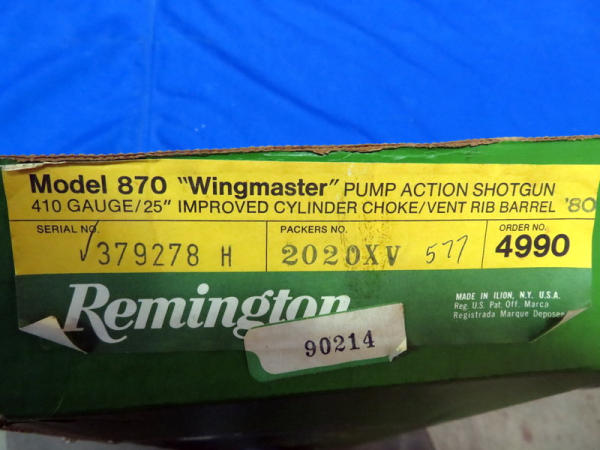 Model 870 "Wingmaster" PUMP ACTION SHOTGUN
410 GAUGE/25" IMPROVED CYLINDER CHOKE/VENT RIB BARREL '80
SERIAL NO. PACKERS NO. ORDER NO.
✓379278 H 2020XV 577 4990
Remington
MADE IN ILION, N.Y. U.S.A.
Reg. U.S. Pat. Off. Marca
Registrada Marque Depose
90214